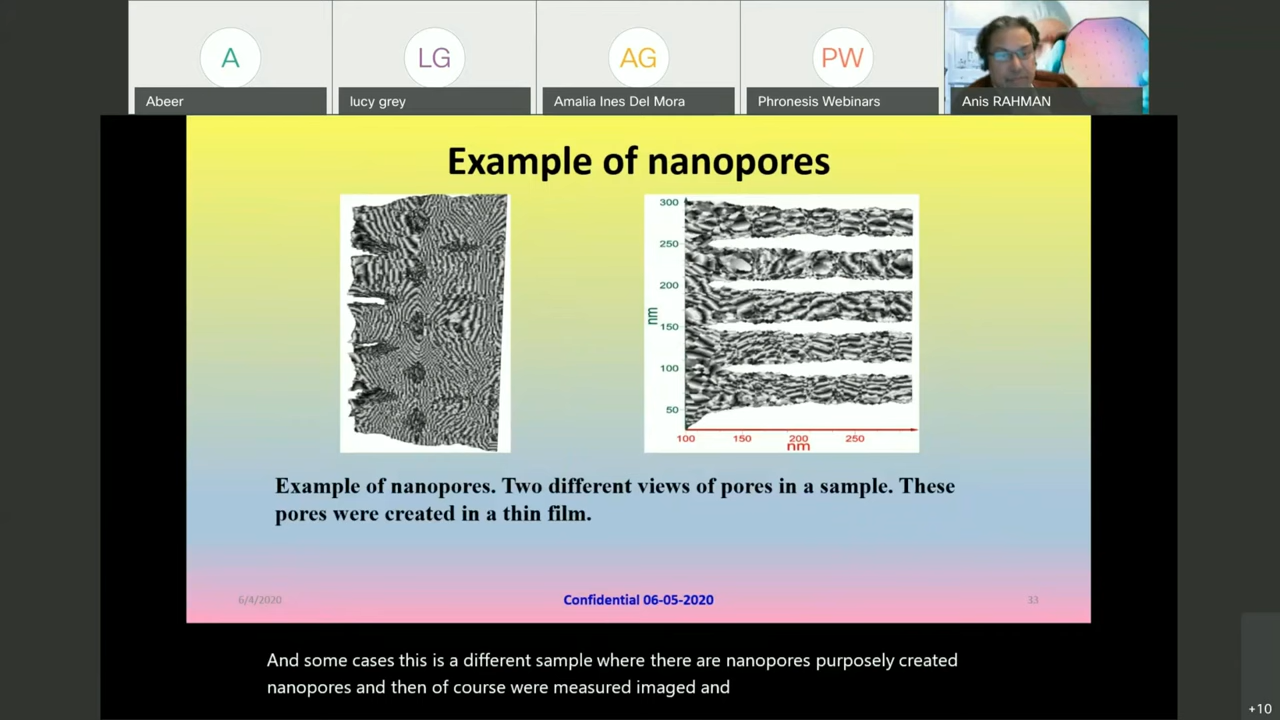 A
LG
AG
PW
Abeer
lucy grey
Amalia Ines Del Mora
Phronesis Webinars
Anis RAHMAN
Example of nanopores
300
250
200
150
100
50
nm
100
150
200
250
nm
Example of nanopores. Two different views of pores in a sample. These
pores were created in a thin film.
6/4/2020
Confidential 06-05-2020
33
And some cases this is a different sample where there are nanopores purposely created
nanopores and then of course were measured imaged and
+10